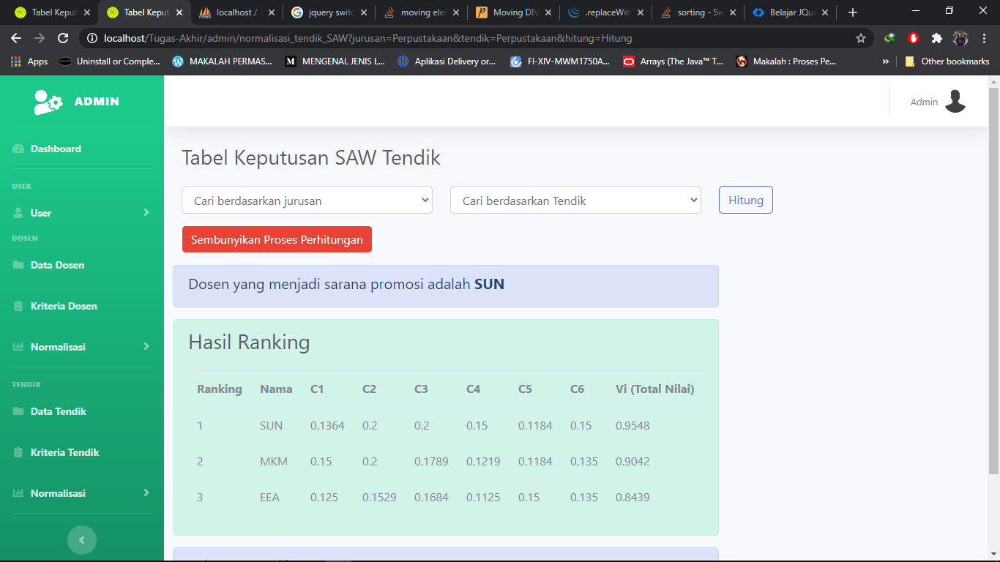 Tabel Keput
Tabel Keput
localhost /
jquery swit
moving ele
Moving DIV
.replaceWit
sorting - Sw
Belajar JQu
localhost/Tugas-Akhir/admin/normalisasi_tendik_SAW?jurusan=Perpustakaan&tendik=Perpustakaan&hitung=Hitung
Apps
Uninstall or Comple...
MAKALAH PERMAS...
MENGENAL JENIS L...
Aplikasi Delivery or...
FI-XIV-MWM1750A...
Arrays (The Java™ T...
Makalah : Proses Pe...
»
Other bookmarks
ADMIN
Admin
Dashboard
USER
User
DOSEN
Data Dosen
Kriteria Dosen
Normalisasi
TENDIK
Data Tendik
Kriteria Tendik
Normalisasi
Tabel Keputusan SAW Tendik
Cari berdasarkan jurusan
Cari berdasarkan Tendik
Hitung
Sembunyikan Proses Perhitungan
Dosen yang menjadi sarana promosi adalah SUN
Hasil Ranking
Ranking Nama C1 C2 C3 C4 C5 C6 Vi (Total Nilai)
1 SUN 0.1364 0.2 0.2 0.15 0.1184 0.15 0.9548
2 MKM 0.15 0.2 0.1789 0.1219 0.1184 0.135 0.9042
3 EEA 0.125 0.1529 0.1684 0.1125 0.15 0.135 0.8439